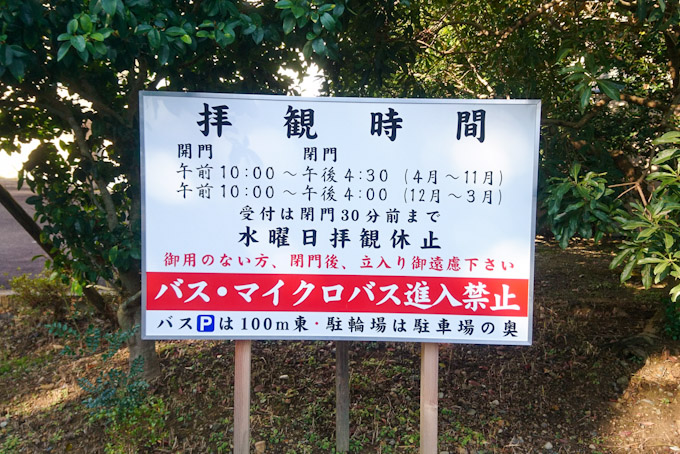 拝観時間
開門 閉門
午前10:00～午後4:30 (4月～11月)
午前10:00～午後4:00 (12月～3月)
受付は閉門30分前まで
水曜日拝観休止
御用のない方、閉門後、立入り御遠慮下さい
バス・マイクロバス進入禁止
バスPは100m東・駐輪場は駐車場の奥